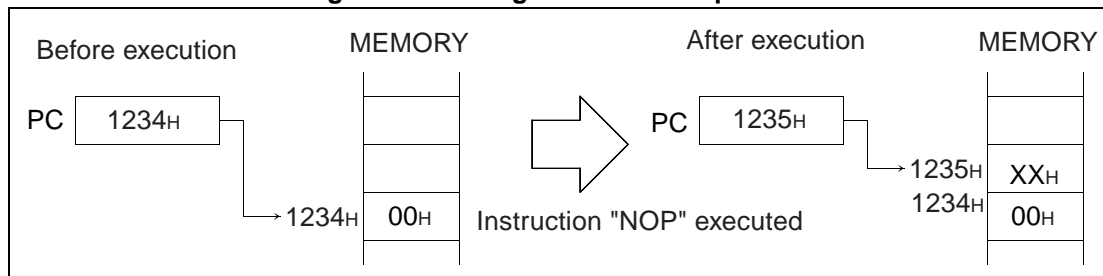 Before execution
MEMORY
PC
1234H
1234H
00H
Instruction "NOP" executed
After execution
MEMORY
PC
1235H
1235H
XXH
1234H
00H